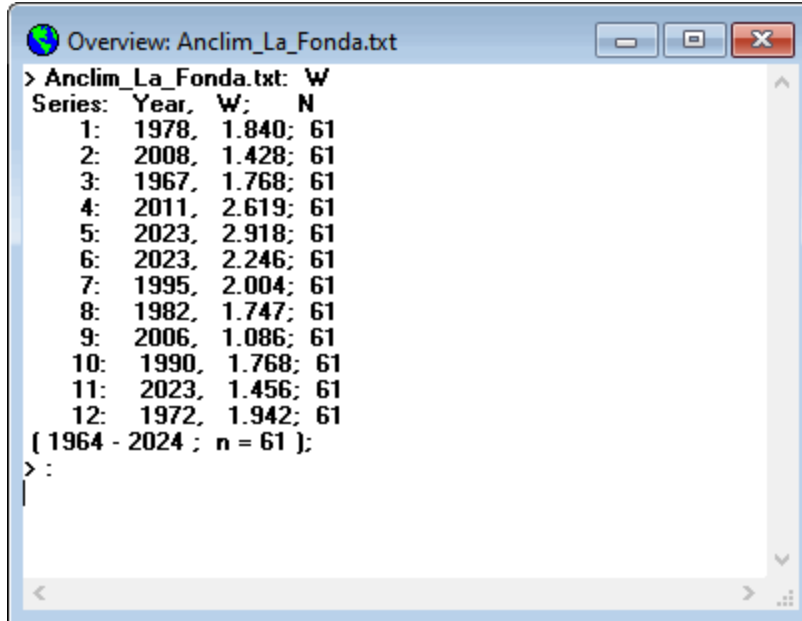 Overview: Anclim_La_Fonda.txt
> Anclim_La_Fonda.txt: W
Series: Year, W; N
1: 1978, 1.840; 61
2: 2008, 1.428; 61
3: 1967, 1.768; 61
4: 2011, 2.619; 61
5: 2023, 2.918; 61
6: 2023, 2.246; 61
7: 1995, 2.004; 61
8: 1982, 1.747; 61
9: 2006, 1.086; 61
10: 1990, 1.768; 61
11: 2023, 1.456; 61
12: 1972, 1.942; 61
( 1964 - 2024 ; n = 61 );
> :